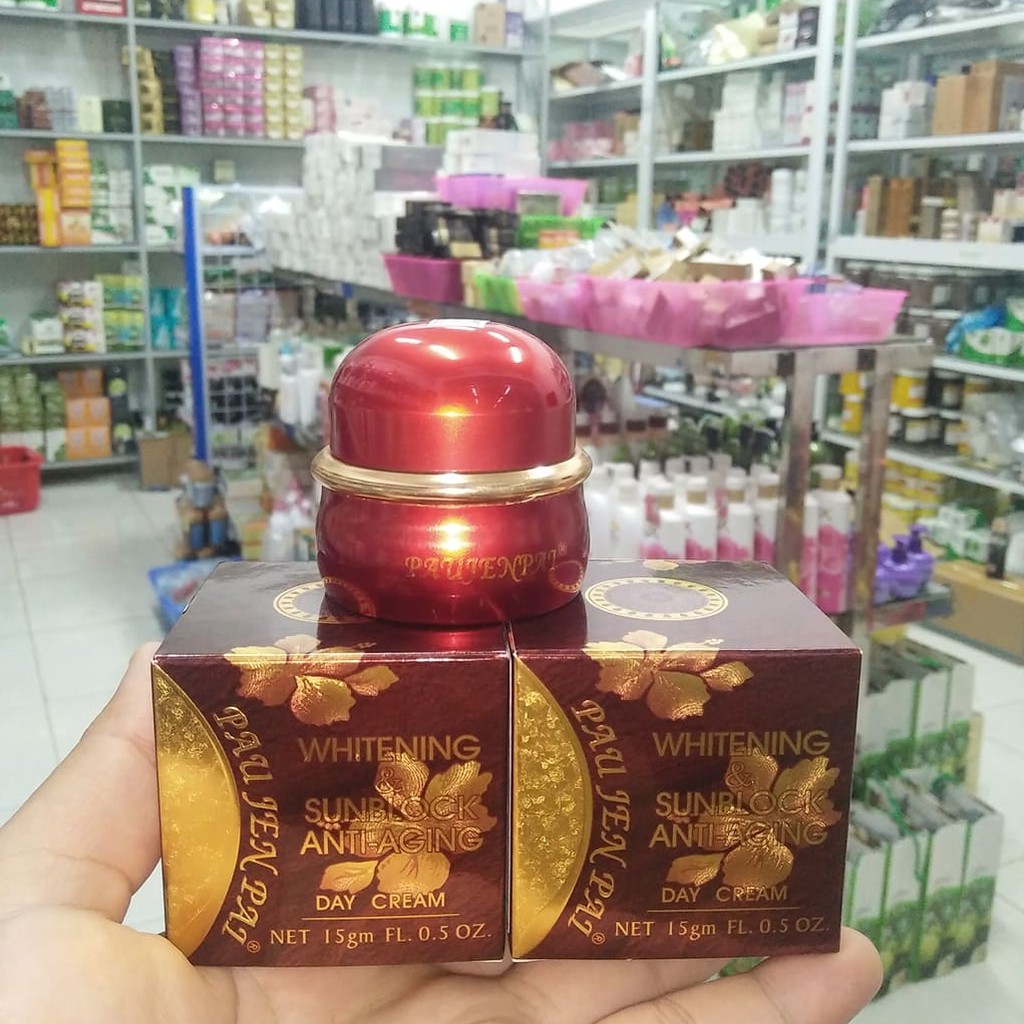 PAUJENPAI®
PAU JEN PAI®
WHITENING
&
SUNBLOCK
ANTI-AGING
DAY CREAM
NET 15gm FL. 0.5 OZ.
PAU JEN PAI®
WHITENING
&
SUNBLOCK
ANTI-AGING
DAY CREAM
NET 15gm FL. 0.5 OZ.